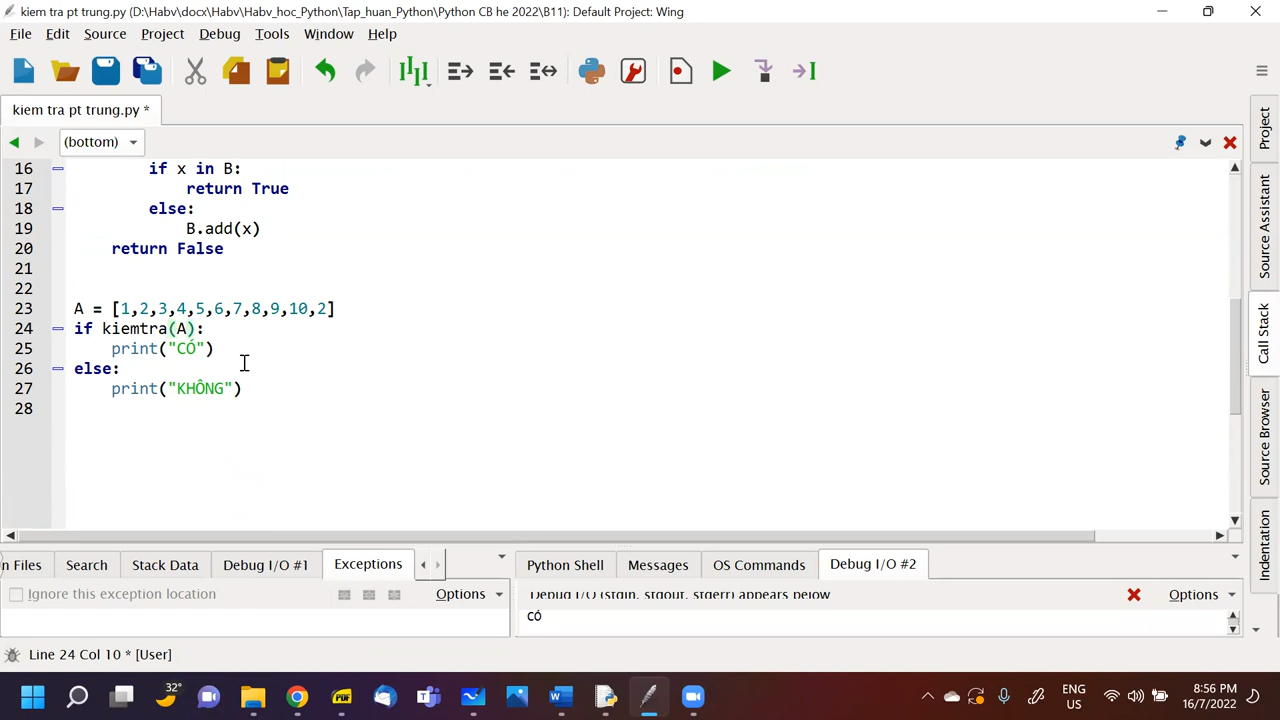 kiem tra pt trung.py (D:\Habv\docx\Habv\Habv_hoc_Python\Tap_huan_Python\Python CB he 2022\B11): Default Project: Wing
File Edit Source Project Debug Tools Window Help
kiem tra pt trung.py *
(bottom)
16 if x in B:
17 return True
18 else:
19 B.add(x)
20 return False
21
22
23 A = [1,2,3,4,5,6,7,8,9,10,2]
24 if kiemtra(A):
25 print("CÓ")
26 else:
27 print("KHÔNG")
28
Project
Source Assistant
Call Stack
Source Browser
Indentation
n Files Search Stack Data Debug I/O #1 Exceptions
Ignore this exception location Options
Python Shell Messages OS Commands Debug I/O #2
Debug I/O (stdin, stdout, stderr) appears below Options
CÓ
Line 24 Col 10 * [User]
32°
PDF
ENG
US
8:56 PM
16/7/2022